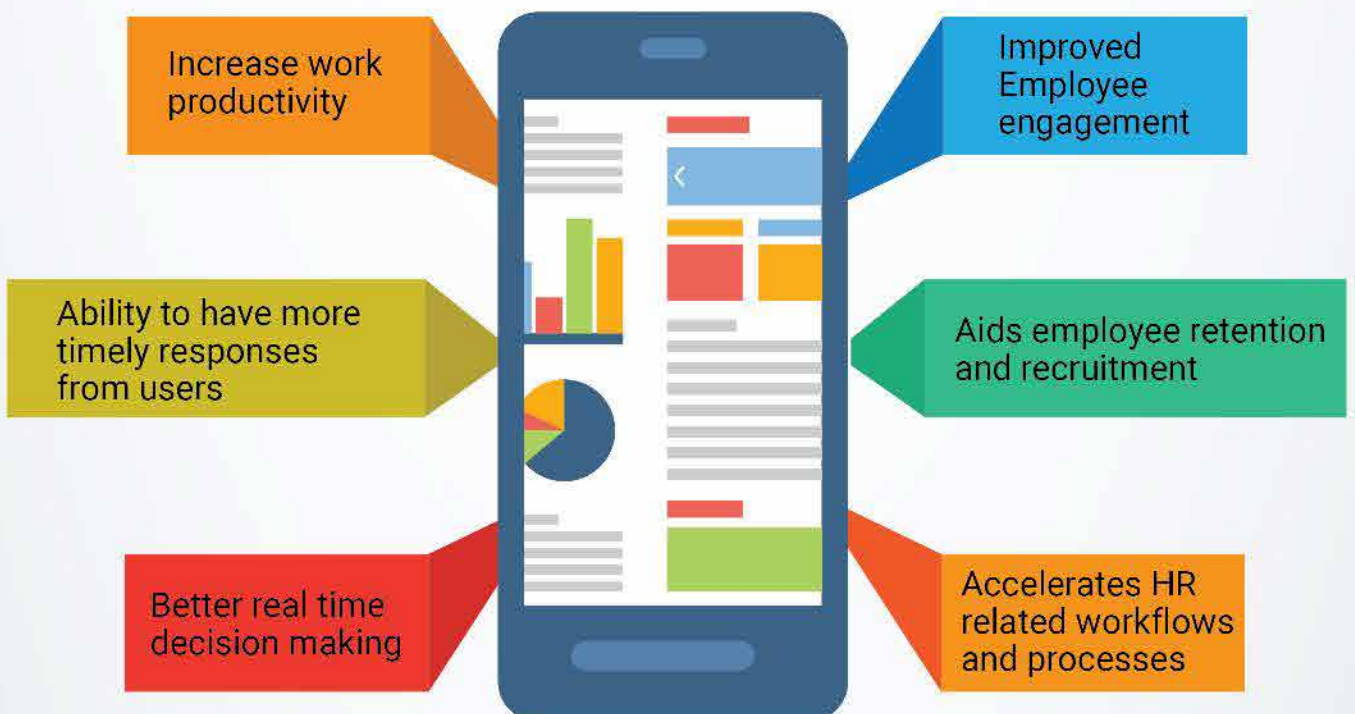 Increase work
productivity
Improved
Employee
engagement
Ability to have more
timely responses
from users
Aids employee retention
and recruitment
Better real time
decision making
Accelerates HR
related workflows
and processes